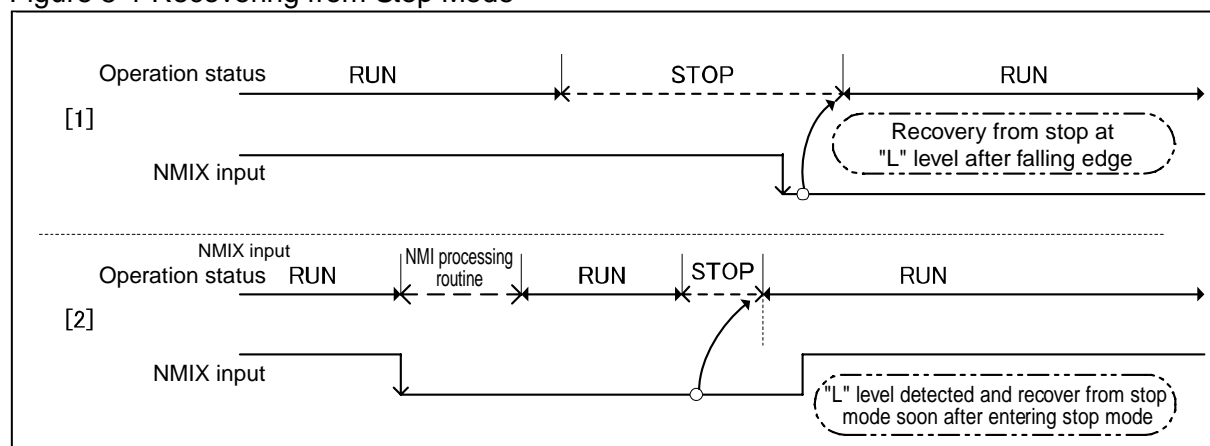 Figure 3-1 Recovering from Stop Mode
Operation status RUN STOP RUN
[1]
Recovery from stop at
"L" level after falling edge
NMIX input
NMIX input
Operation status RUN NMI processing routine RUN STOP RUN
[2]
NMIX input
"L" level detected and recover from stop
mode soon after entering stop mode